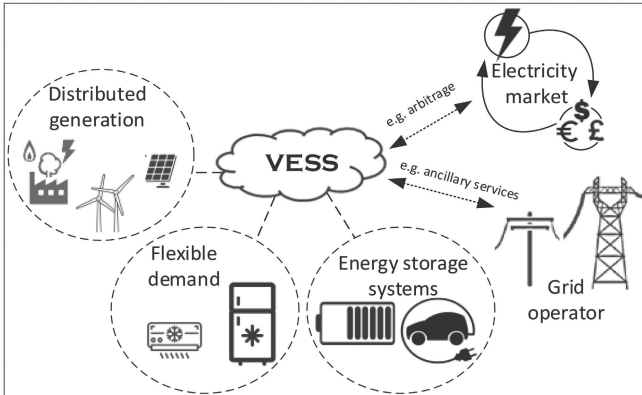 Distributed
generation
VESS
e.g. arbitrage
Electricity
market
$
€ £
e.g. ancillary services
Grid
operator
Flexible
demand
Energy storage
systems